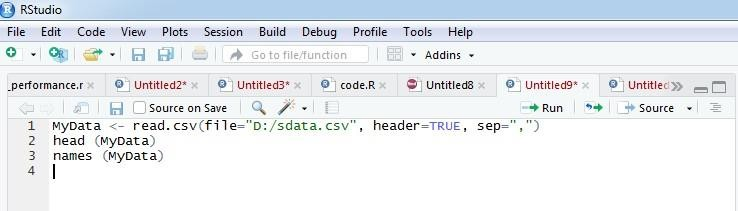 RStudio
File Edit Code View Plots Session Build Debug Profile Tools Help
Go to file/function Addins
_performance.r Untitled2* Untitled3* code.R Untitled8 Untitled9* Untitled
Source on Save Run Source
1 MyData <- read.csv(file="D:/sdata.csv", header=TRUE, sep=",")
2 head (MyData)
3 names (MyData)
4